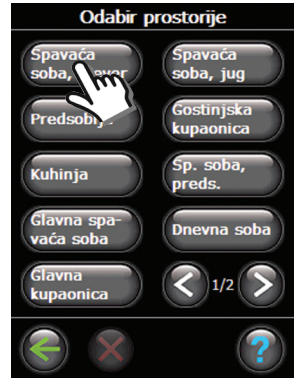 Odabir prostorije
Spavaća
soba,
Spavaća
soba, jug
Gostinjska
kupaonica
Kuhinja
Sp. soba,
preds.
Glavna spa-
vaća soba
Dnevna soba
Glavna
kupaonica
1/2